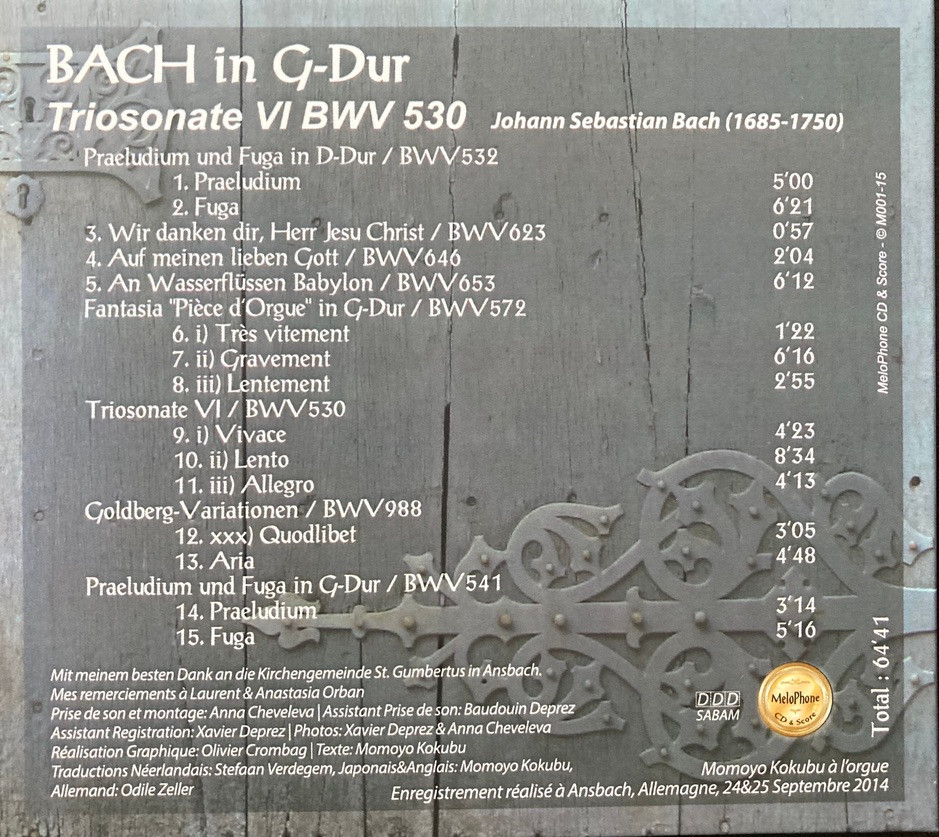 BACH in G-Dur
Triosonate VI BWV 530 Johann Sebastian Bach (1685-1750)
Praeludium und Fuga in D-Dur / BWV532
1. Praeludium 5'00
2. Fuga 6'21
3. Wir danken dir, Herr Jesu Christ / BWV623 0'57
4. Auf meinen lieben Gott / BWV646 2'04
5. An Wasserflüssen Babylon / BWV653 6'12
Fantasia "Pièce d'Orgue" in G-Dur / BWV572
6. i) Très vitement 1'22
7. ii) Gravement 6'16
8. iii) Lentement 2'55
Triosonate VI / BWV530
9. i) Vivace 4'23
10. ii) Lento 8'34
11. iii) Allegro 4'13
Goldberg-Variationen / BWV988
12. xxx) Quodlibet 3'05
13. Aria 4'48
Praeludium und Fuga in G-Dur / BWV541
14. Praeludium 3'14
15. Fuga 5'16
MeloPhone CD & Score - © M001-15
Total : 64'41
Mit meinem besten Dank an die Kirchengemeinde St. Gumbertus in Ansbach.
Mes remerciements à Laurent & Anastasia Orban
Prise de son et montage: Anna Cheveleva | Assistant Prise de son: Baudouin Deprez
Assistant Registration: Xavier Deprez | Photos: Xavier Deprez & Anna Cheveleva
Réalisation Graphique: Olivier Crombag | Texte: Momoyo Kokubu
Traductions Néerlandais: Stefaan Verdegem, Japonais&Anglais: Momoyo Kokubu,
Allemand: Odile Zeller
DDD
SABAM
MeloPhone
CD & Score
Momoyo Kokubu à l'orgue
Enregistrement réalisé à Ansbach, Allemagne, 24&25 Septembre 2014